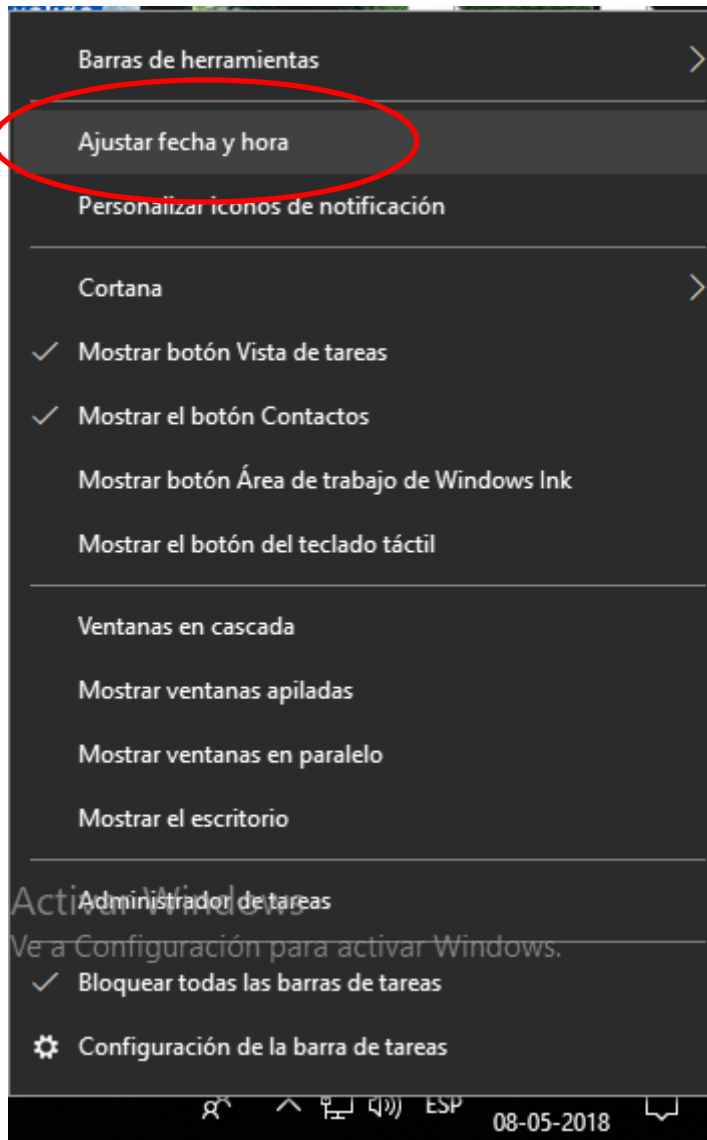 Barras de herramientas
Ajustar fecha y hora
Personalizar iconos de notificación
Cortana
Mostrar botón Vista de tareas
Mostrar el botón Contactos
Mostrar botón Área de trabajo de Windows Ink
Mostrar el botón del teclado táctil
Ventanas en cascada
Mostrar ventanas apiladas
Mostrar ventanas en paralelo
Mostrar el escritorio
Activar Windows
Administrador de tareas
Ve a Configuración para activar Windows.
Bloquear todas las barras de tareas
Configuración de la barra de tareas
ESP
08-05-2018